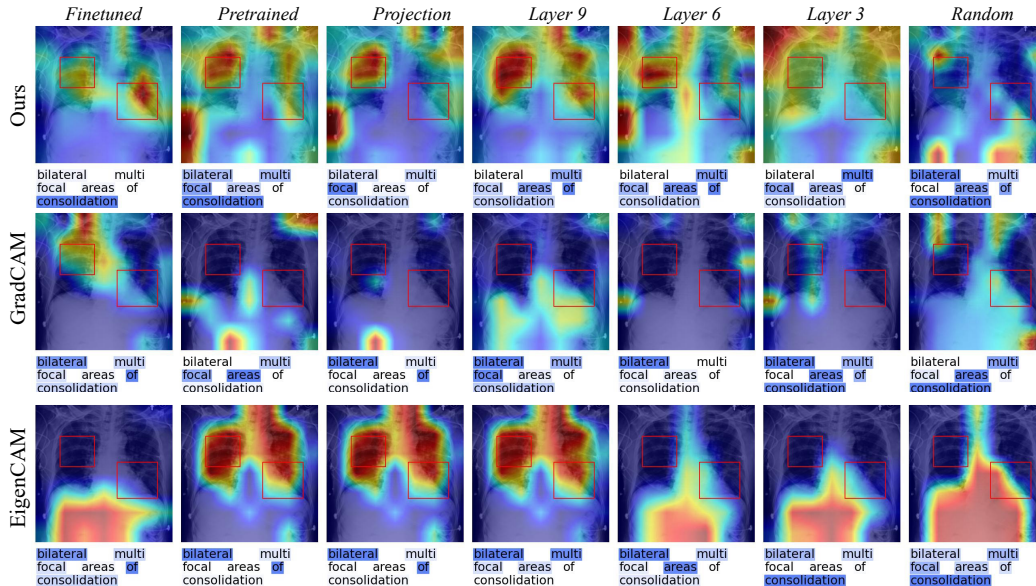 Finetuned Pretrained Projection Layer 9 Layer 6 Layer 3 Random
Ours
bilateral multi bilateral multi bilateral multi bilateral multi bilateral multi bilateral multi bilateral multi
focal areas of focal areas of focal areas of focal areas of focal areas of focal areas of focal areas of
consolidation consolidation consolidation consolidation consolidation consolidation consolidation
GradCAM
bilateral multi bilateral multi bilateral multi bilateral multi bilateral multi bilateral multi bilateral multi
focal areas of focal areas of focal areas of focal areas of focal areas of focal areas of focal areas of
consolidation consolidation consolidation consolidation consolidation consolidation consolidation
EigenCAM
bilateral multi bilateral multi bilateral multi bilateral multi bilateral multi bilateral multi bilateral multi
focal areas of focal areas of focal areas of focal areas of focal areas of focal areas of focal areas of
consolidation consolidation consolidation consolidation consolidation consolidation consolidation